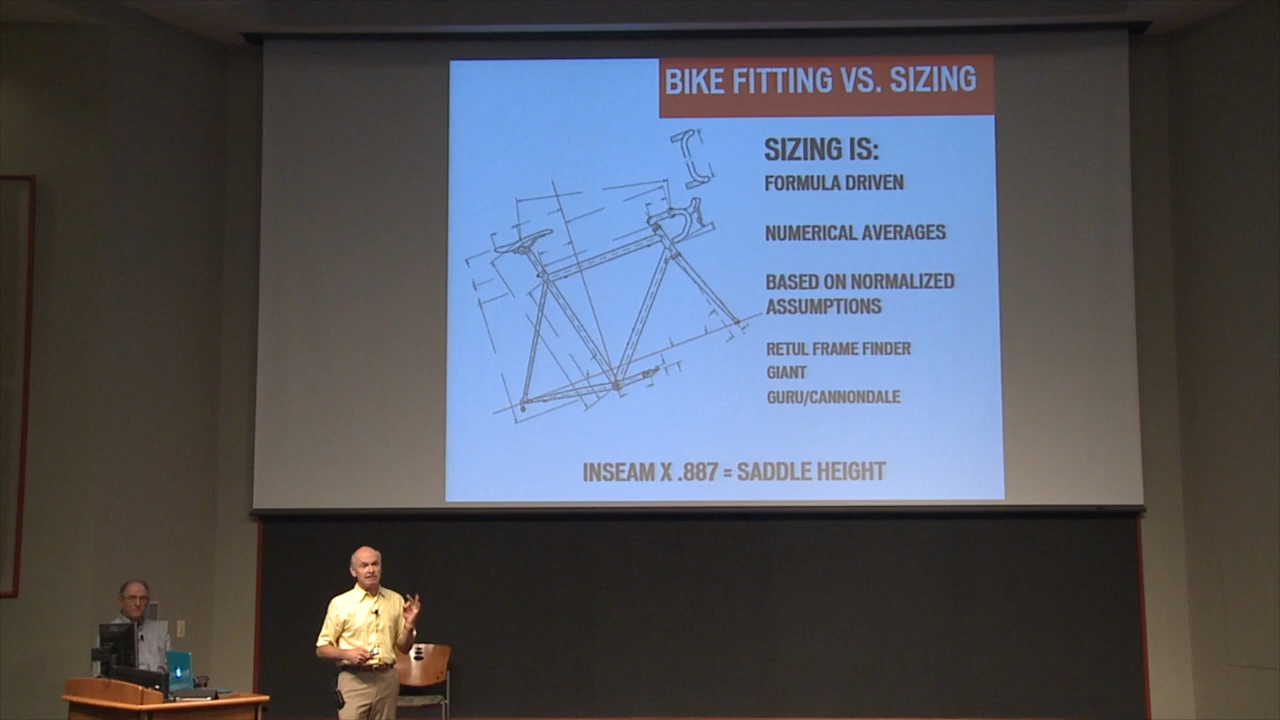 BIKE FITTING VS. SIZING
SIZING IS:
FORMULA DRIVEN
NUMERICAL AVERAGES
BASED ON NORMALIZED
ASSUMPTIONS
RETUL FRAME FINDER
GIANT
GURU/CANNONDALE
INSEAM X .887 = SADDLE HEIGHT